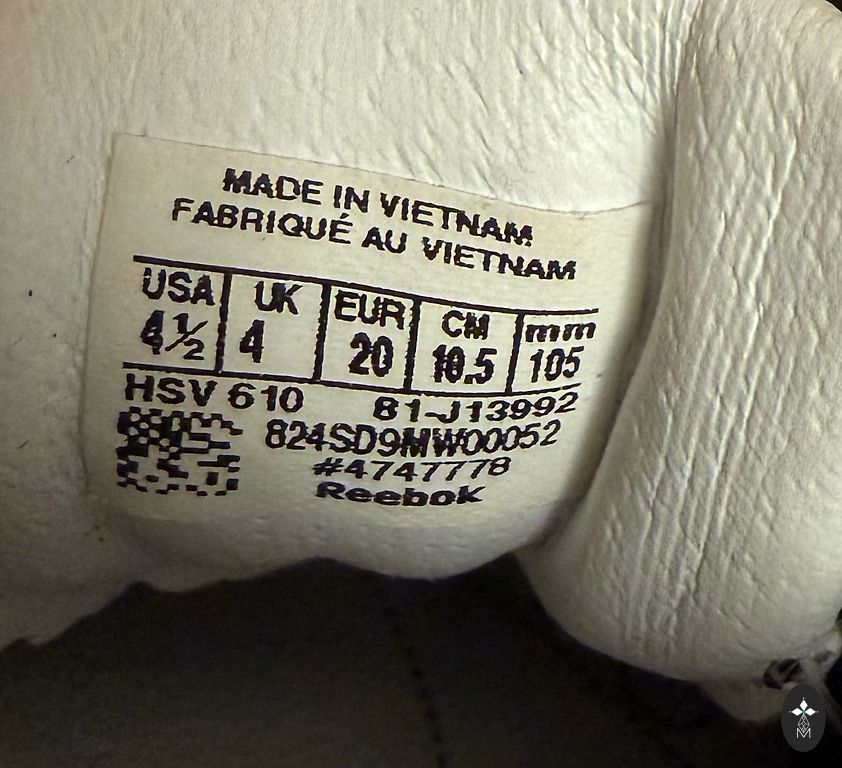 MADE IN VIETNAM
FABRIQUÉ AU VIETNAM
USA UK EUR CM mm
4½ 4 20 10.5 105
HSV 610 81-J13992
824SD9MW00052
#4747778
Reebok
M